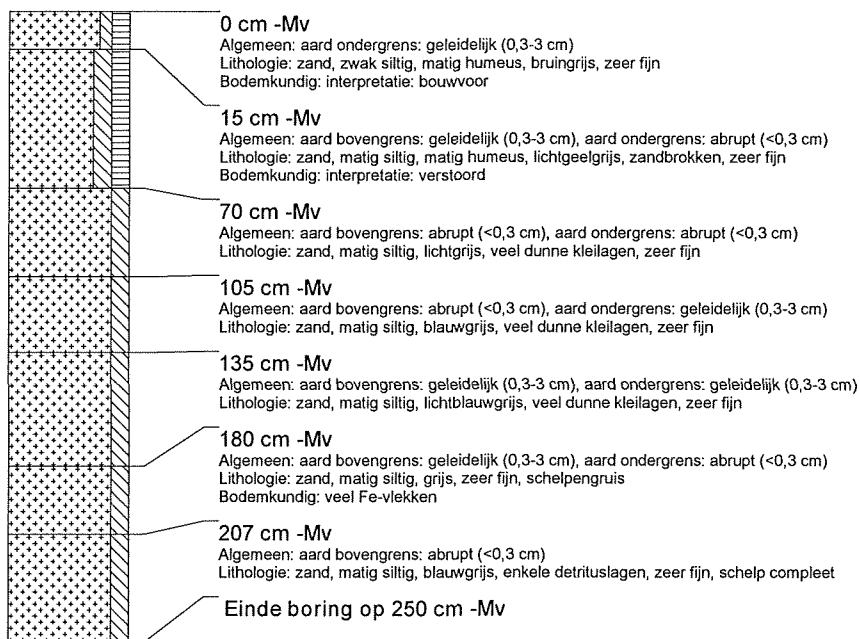 0 cm -Mv
Algemeen: aard ondergrens: geleidelijk (0,3-3 cm)
Lithologie: zand, zwak siltig, matig humeus, bruingrijs, zeer fijn
Bodemkundig: interpretatie: bouwvoor
15 cm -Mv
Algemeen: aard bovengrens: geleidelijk (0,3-3 cm), aard ondergrens: abrupt (<0,3 cm)
Lithologie: zand, matig siltig, matig humeus, lichtgeelgrijs, zandbrokken, zeer fijn
Bodemkundig: interpretatie: verstoord
70 cm -Mv
Algemeen: aard bovengrens: abrupt (<0,3 cm), aard ondergrens: abrupt (<0,3 cm)
Lithologie: zand, matig siltig, lichtgrijs, veel dunne kleilagen, zeer fijn
105 cm -Mv
Algemeen: aard bovengrens: abrupt (<0,3 cm), aard ondergrens: geleidelijk (0,3-3 cm)
Lithologie: zand, matig siltig, blauwgrijs, veel dunne kleilagen, zeer fijn
135 cm -Mv
Algemeen: aard bovengrens: geleidelijk (0,3-3 cm), aard ondergrens: geleidelijk (0,3-3 cm)
Lithologie: zand, matig siltig, lichtblauwgrijs, veel dunne kleilagen, zeer fijn
180 cm -Mv
Algemeen: aard bovengrens: geleidelijk (0,3-3 cm), aard ondergrens: abrupt (<0,3 cm)
Lithologie: zand, matig siltig, grijs, zeer fijn, schelpengruis
Bodemkundig: veel Fe-vlekken
207 cm -Mv
Algemeen: aard bovengrens: abrupt (<0,3 cm)
Lithologie: zand, matig siltig, blauwgrijs, enkele detrituslagen, zeer fijn, schelp compleet
Einde boring op 250 cm -Mv